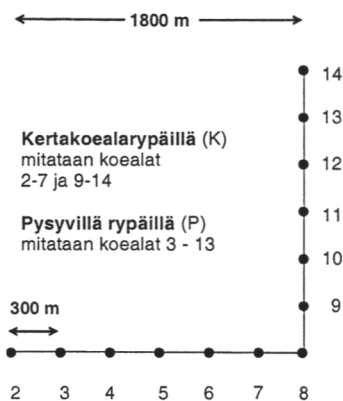 1800 m
14
13
Kertakoealarypäillä (K)
mitataan koealat
2-7 ja 9-14
12
Pysyvillä rypäillä (P)
mitataan koealat 3 - 13
11
10
300 m
9
2 3 4 5 6 7 8